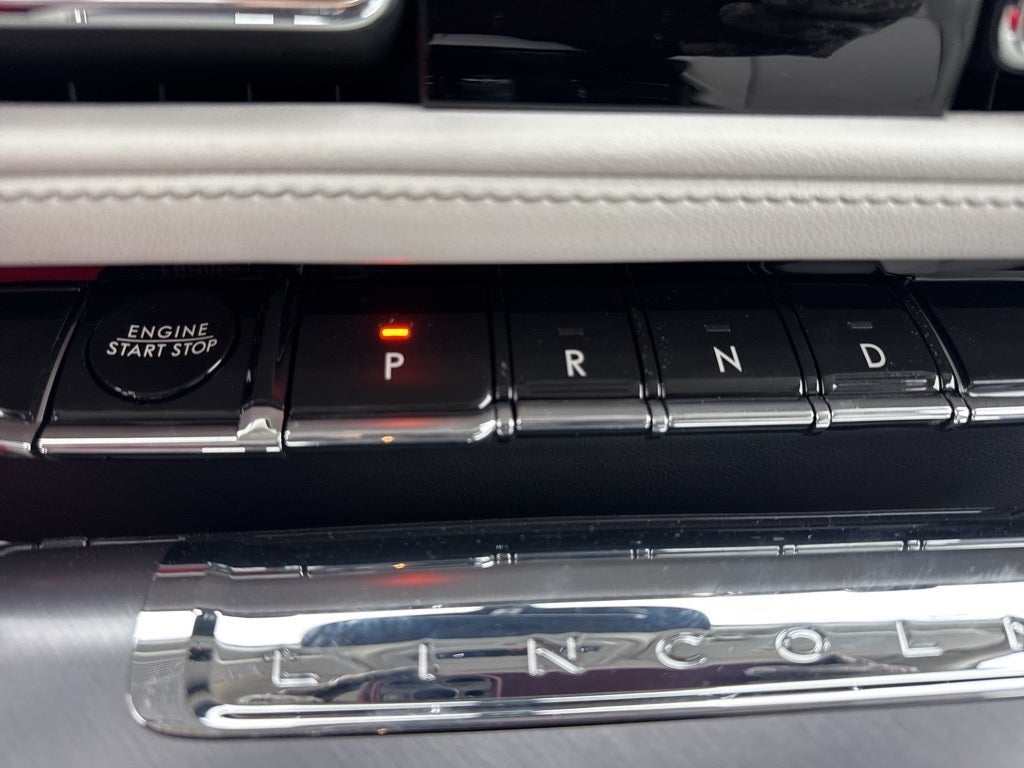 ENGINE
START STOP
P R N D
LINCOLN